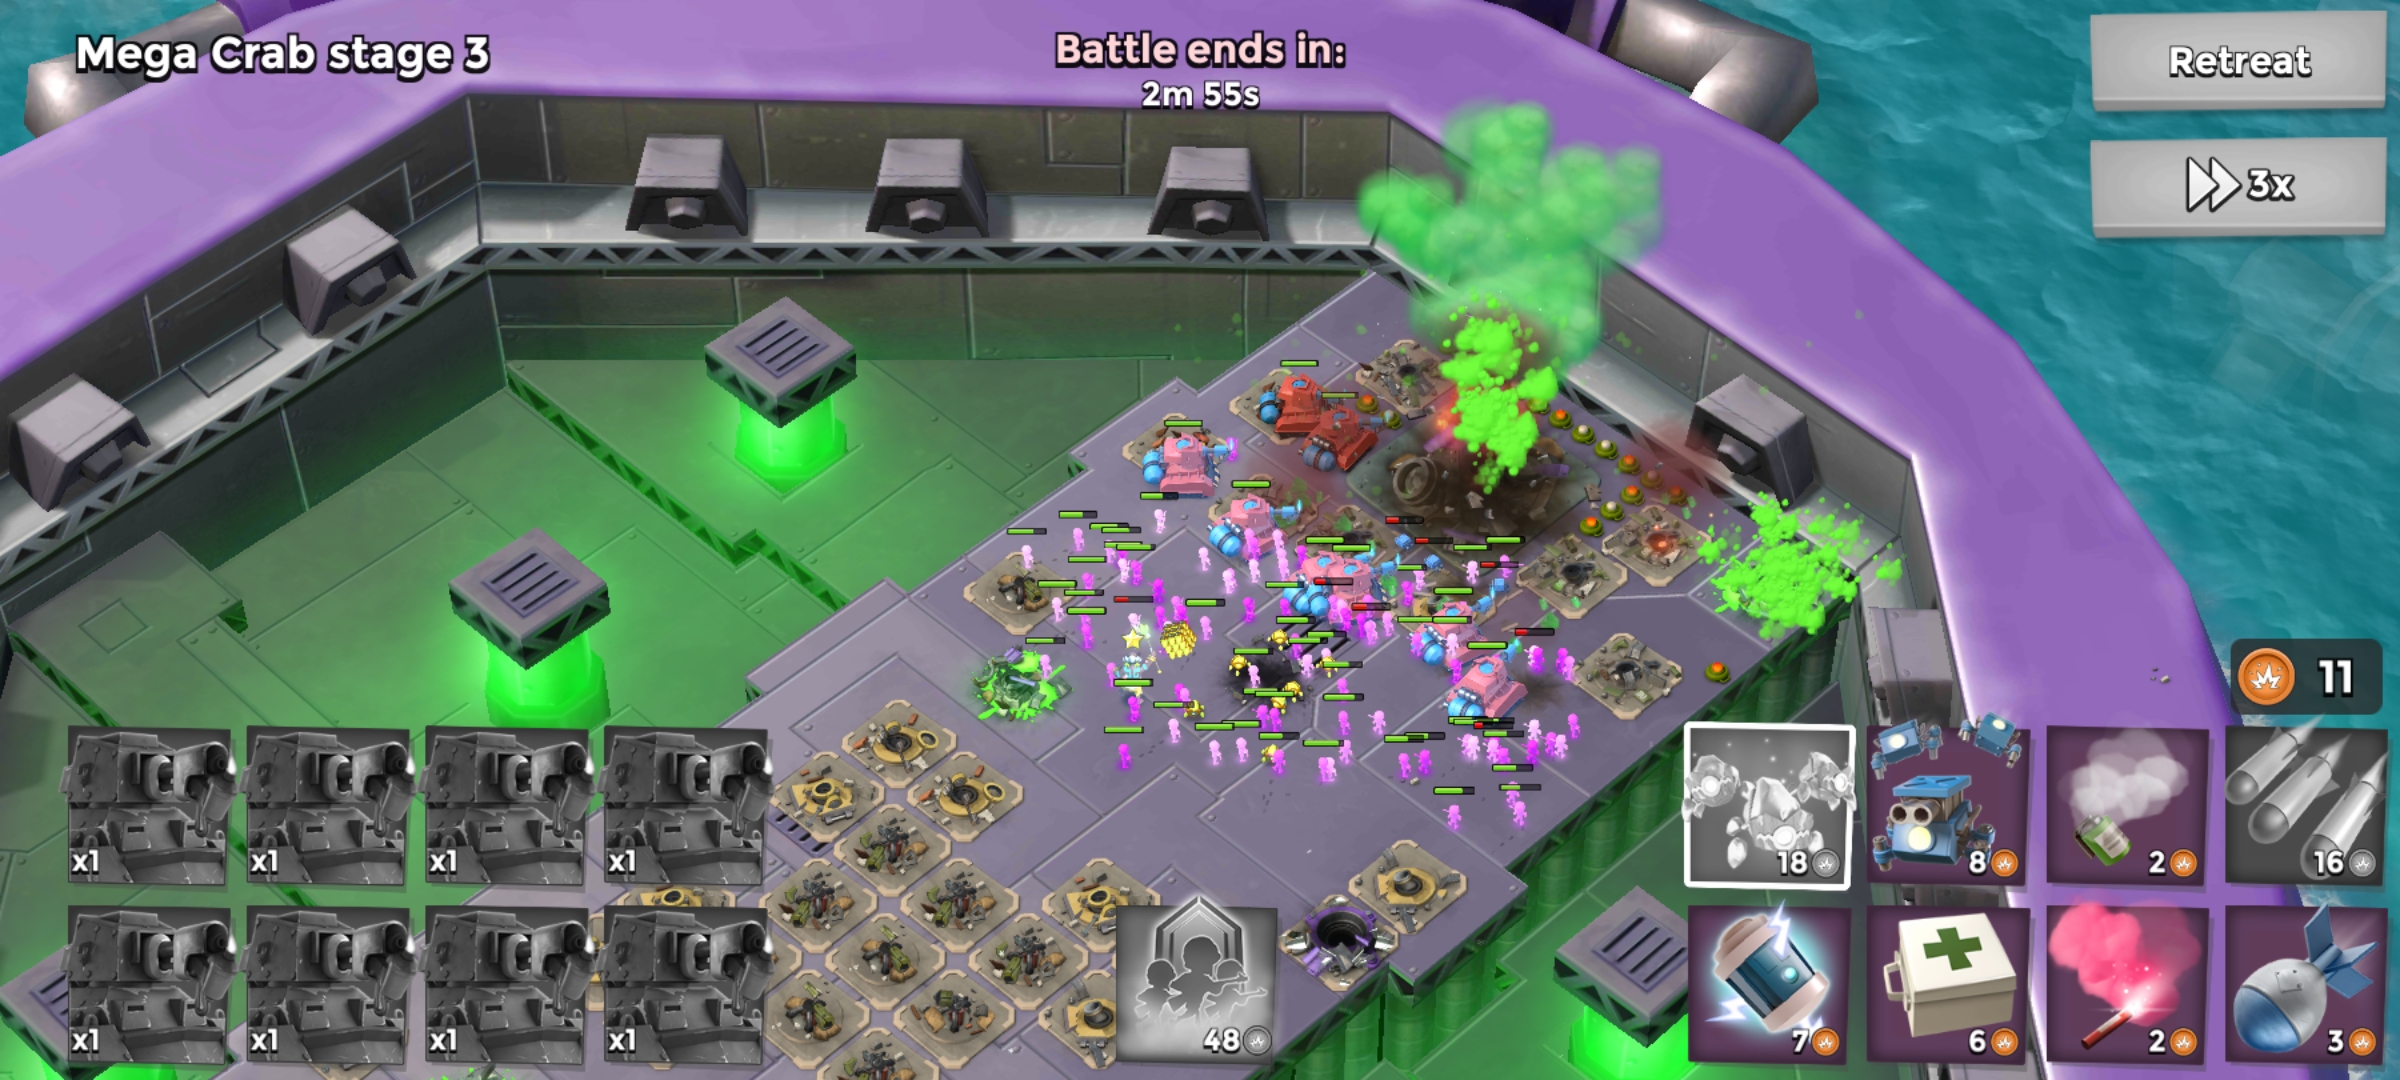 Mega Crab stage 3
Battle ends in:
2m 55s
Retreat
3x
11
x1
x1
x1
x1
18
8
2
16
x1
x1
x1
x1
48
7
6
2
3